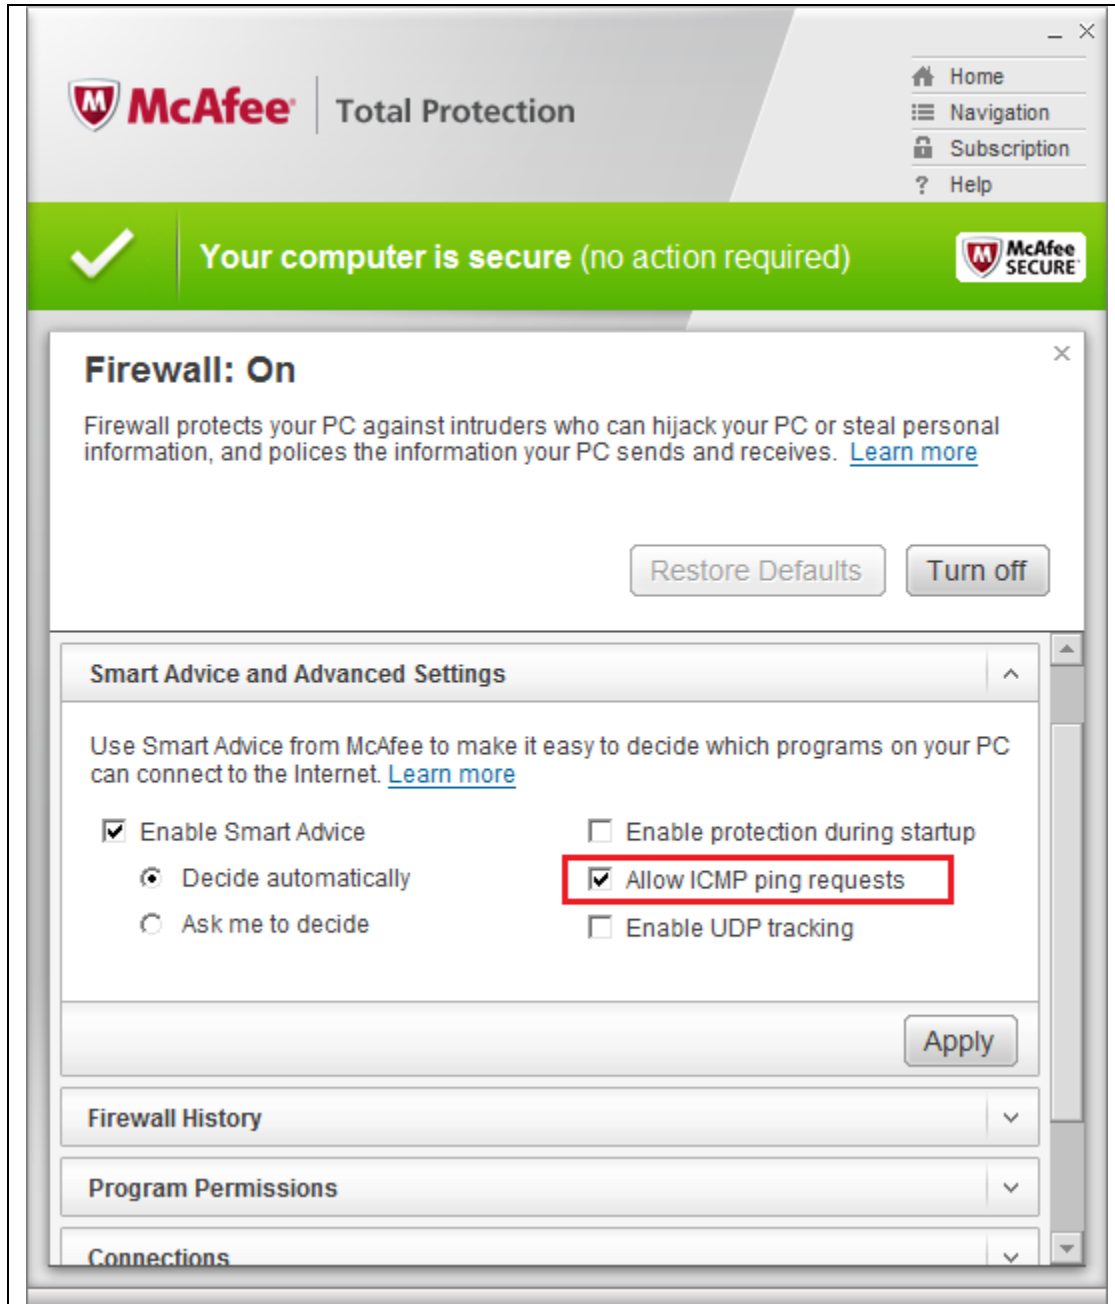 McAfee Total Protection
Home
Navigation
Subscription
? Help
Your computer is secure (no action required)
McAfee
SECURE
Firewall: On
Firewall protects your PC against intruders who can hijack your PC or steal personal
information, and polices the information your PC sends and receives. Learn more
Restore Defaults
Turn off
Smart Advice and Advanced Settings
Use Smart Advice from McAfee to make it easy to decide which programs on your PC
can connect to the Internet. Learn more
Enable Smart Advice
Decide automatically
Ask me to decide
Enable protection during startup
Allow ICMP ping requests
Enable UDP tracking
Apply
Firewall History
Program Permissions
Connections